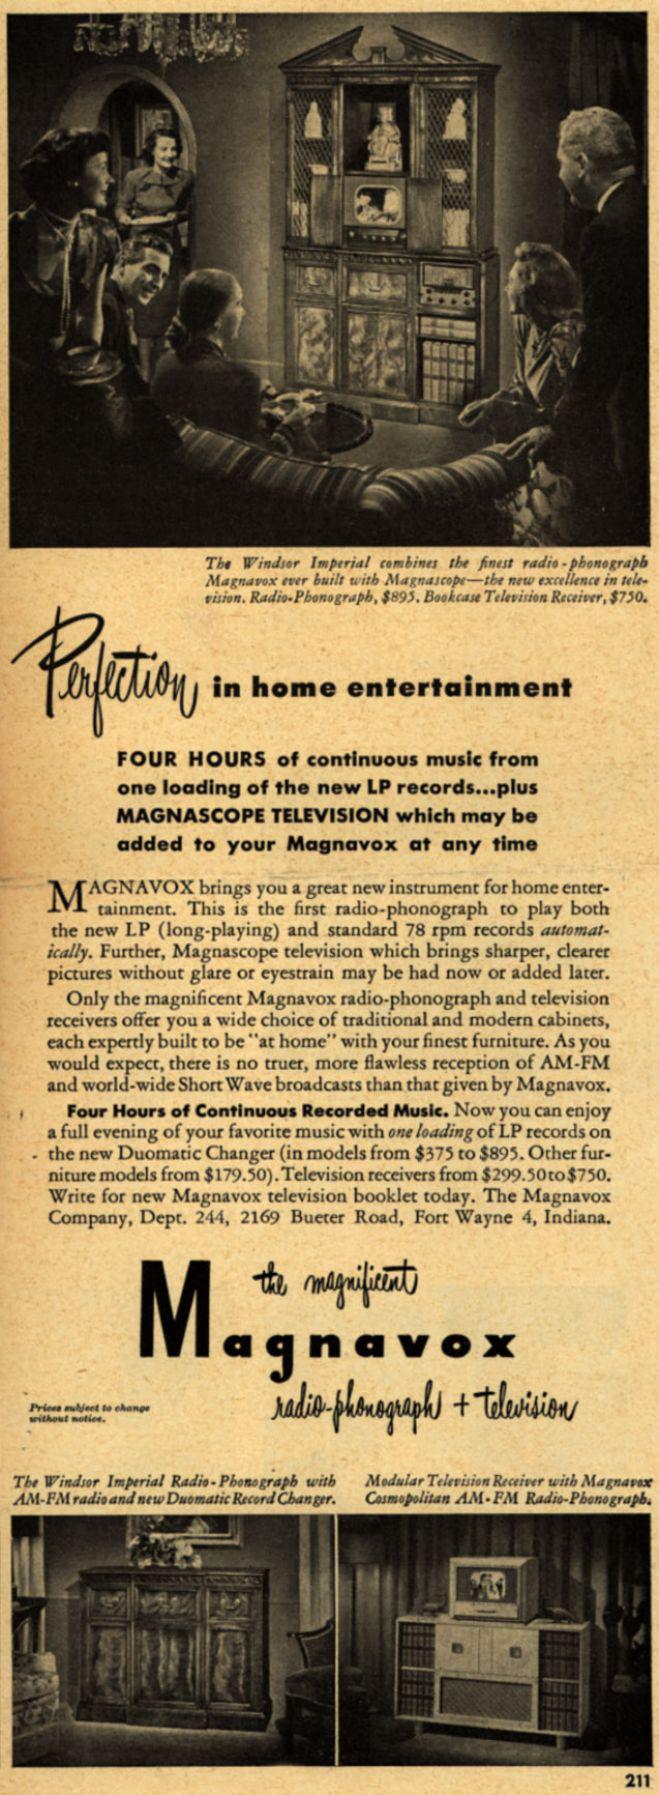 The Windsor Imperial combines the finest radio-phonograph
Magnavox ever built with Magnascope—the new excellence in tele-
vision. Radio-Phonograph, $895. Bookcase Television Receiver, $750.
Perfection in home entertainment
FOUR HOURS of continuous music from
one loading of the new LP records...plus
MAGNASCOPE TELEVISION which may be
added to your Magnavox at any time
MAGNAVOX brings you a great new instrument for home enter-
tainment. This is the first radio-phonograph to play both
the new LP (long-playing) and standard 78 rpm records automat-
ically. Further, Magnascope television which brings sharper, clearer
pictures without glare or eyestrain may be had now or added later.
Only the magnificent Magnavox radio-phonograph and television
receivers offer you a wide choice of traditional and modern cabinets,
each expertly built to be "at home" with your finest furniture. As you
would expect, there is no truer, more flawless reception of AM-FM
and world-wide Short Wave broadcasts than that given by Magnavox.
Four Hours of Continuous Recorded Music. Now you can enjoy
a full evening of your favorite music with one loading of LP records on
the new Duomatic Changer (in models from $375 to $895. Other fur-
niture models from $179.50). Television receivers from $299.50 to $750.
Write for new Magnavox television booklet today. The Magnavox
Company, Dept. 244, 2169 Bueter Road, Fort Wayne 4, Indiana.
the magnificent
Magnavox
radio-phonograph + television
Prices subject to change
without notice.
The Windsor Imperial Radio-Phonograph with
AM-FM radio and new Duomatic Record Changer.
Modular Television Receiver with Magnavox
Cosmopolitan AM-FM Radio-Phonograph.
211